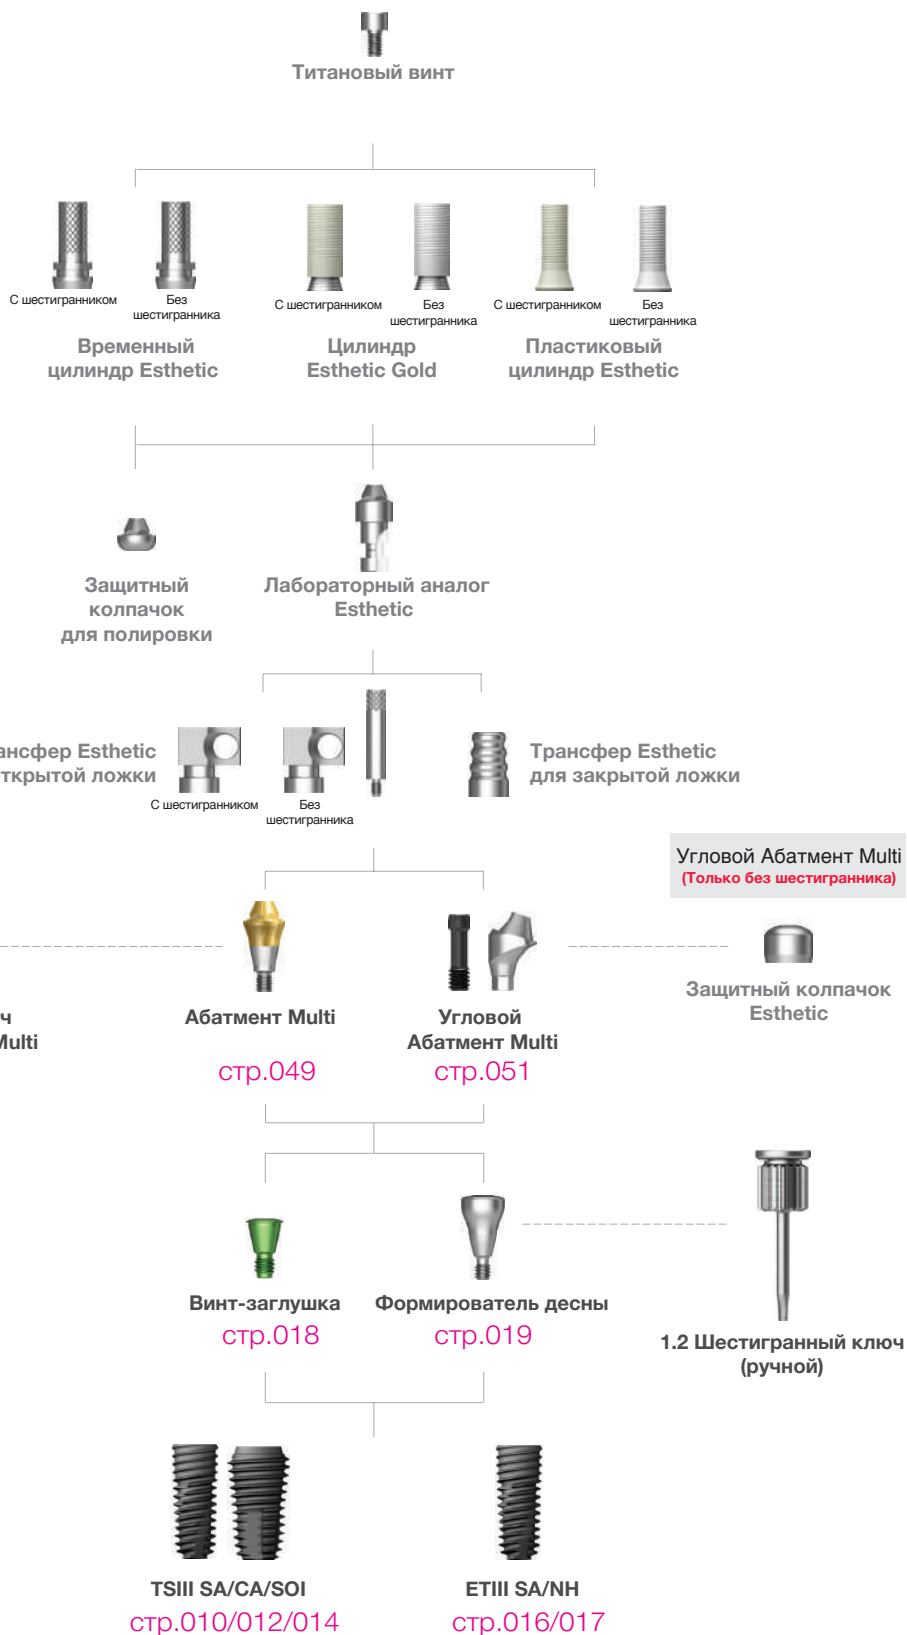 Титановый винт
С шестигранником
Без
шестигранника
С шестигранником
Без
шестигранника
С шестигранником
Без
шестигранника
Временный
цилиндр Esthetic
Цилиндр
Esthetic Gold
Пластиковый
цилиндр Esthetic
Защитный
колпачок
для полировки
Лабораторный аналог
Esthetic
ансфер Esthetic
открытой ложки
С шестигранником
Без
шестигранника
Трансфер Esthetic
для закрытой ложки
Угловой Абатмент Multi
(Только без шестигранника)
Защитный колпачок
Esthetic
ч
Multi
Абатмент Multi
стр.049
Угловой
Абатмент Multi
стр.051
Винт-заглушка
стр.018
Формирователь десны
стр.019
1.2 Шестигранный ключ
(ручной)
TSIII SA/CA/SOI
стр.010/012/014
ETIII SA/NH
стр.016/017